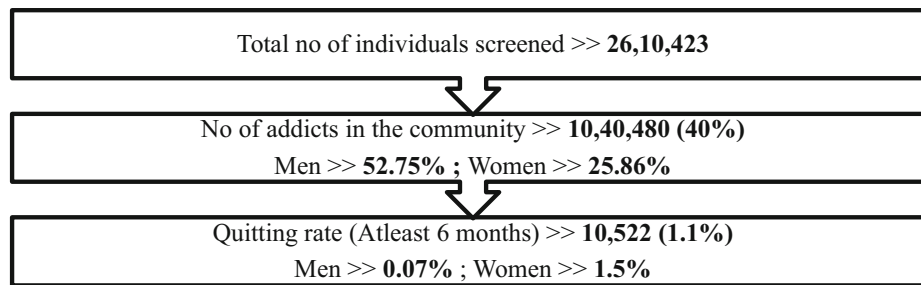 Total no of individuals screened >> 26,10,423
No of addicts in the community >> 10,40,480 (40%)
Men >> 52.75% ; Women >> 25.86%
Quitting rate (Atleast 6 months) >> 10,522 (1.1%)
Men >> 0.07% ; Women >> 1.5%